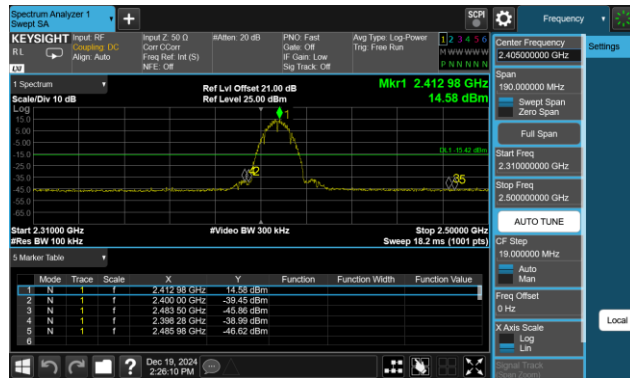 Spectrum Analyzer 1
Swept SA
+
SCPI
Frequency
KEYSIGHT
Input: RF
Input Z: 50 Ω
#Atten: 20 dB
PNO: Fast
Avg Type: Log-Power
1 2 3 4 5 6
RL
Coupling: DC
Corr CCorr
Gate: Off
Trig: Free Run
M W W W W W
Align: Auto
Freq Ref: Int (S)
IF Gain: Low
NFE: Off
Sig Track: Off
P N N N N N
Center Frequency
2.405000000 GHz
Settings
Span
190.000000 MHz
Swept Span
Zero Span
Full Span
Start Freq
2.310000000 GHz
Stop Freq
2.500000000 GHz
AUTO TUNE
CF Step
19.000000 MHz
Auto
Man
Freq Offset
0 Hz
X Axis Scale
Log
Lin
Signal Track
(Span Zoom)
Local
1 Spectrum
Ref Lvl Offset 21.00 dB
Mkr1 2.412 98 GHz
Scale/Div 10 dB
Ref Level 25.00 dBm
14.58 dBm
Log
15.0
5.00
-5.00
-15.0
-25.0
-35.0
-45.0
-55.0
-65.0
1
DL1 -15.42 dBm
Start 2.31000 GHz
#Video BW 300 kHz
Stop 2.50000 GHz
#Res BW 100 kHz
Sweep 18.2 ms (1001 pts)
5 Marker Table
Mode Trace Scale X Y Function Function Width Function Value
1 N 1 f 2.412 98 GHz 14.58 dBm
2 N 1 f 2.400 00 GHz -39.45 dBm
3 N 1 f 2.483 50 GHz -45.86 dBm
4 N 1 f 2.398 28 GHz -38.99 dBm
5 N 1 f 2.485 98 GHz -46.62 dBm
6
?
Dec 19, 2024
2:26:10 PM